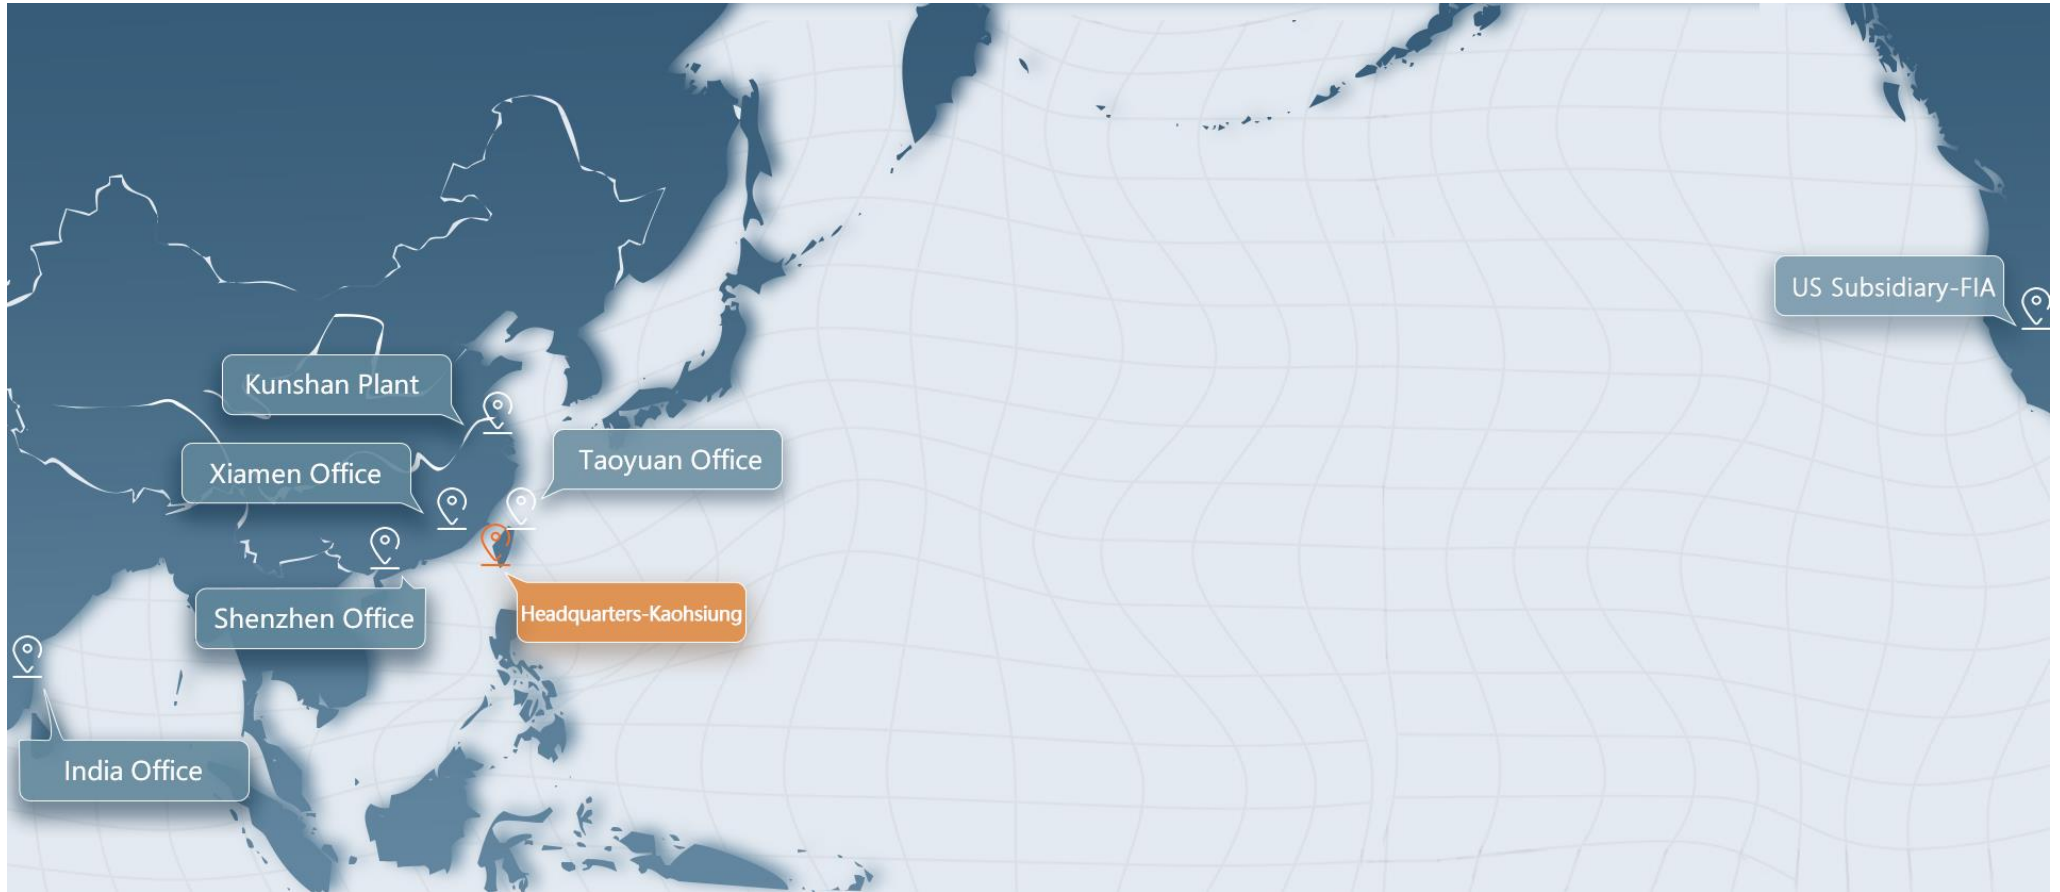 US Subsidiary-FIA
Kunshan Plant
Taoyuan Office
Xiamen Office
Headquarters-Kaohsiung
Shenzhen Office
India Office